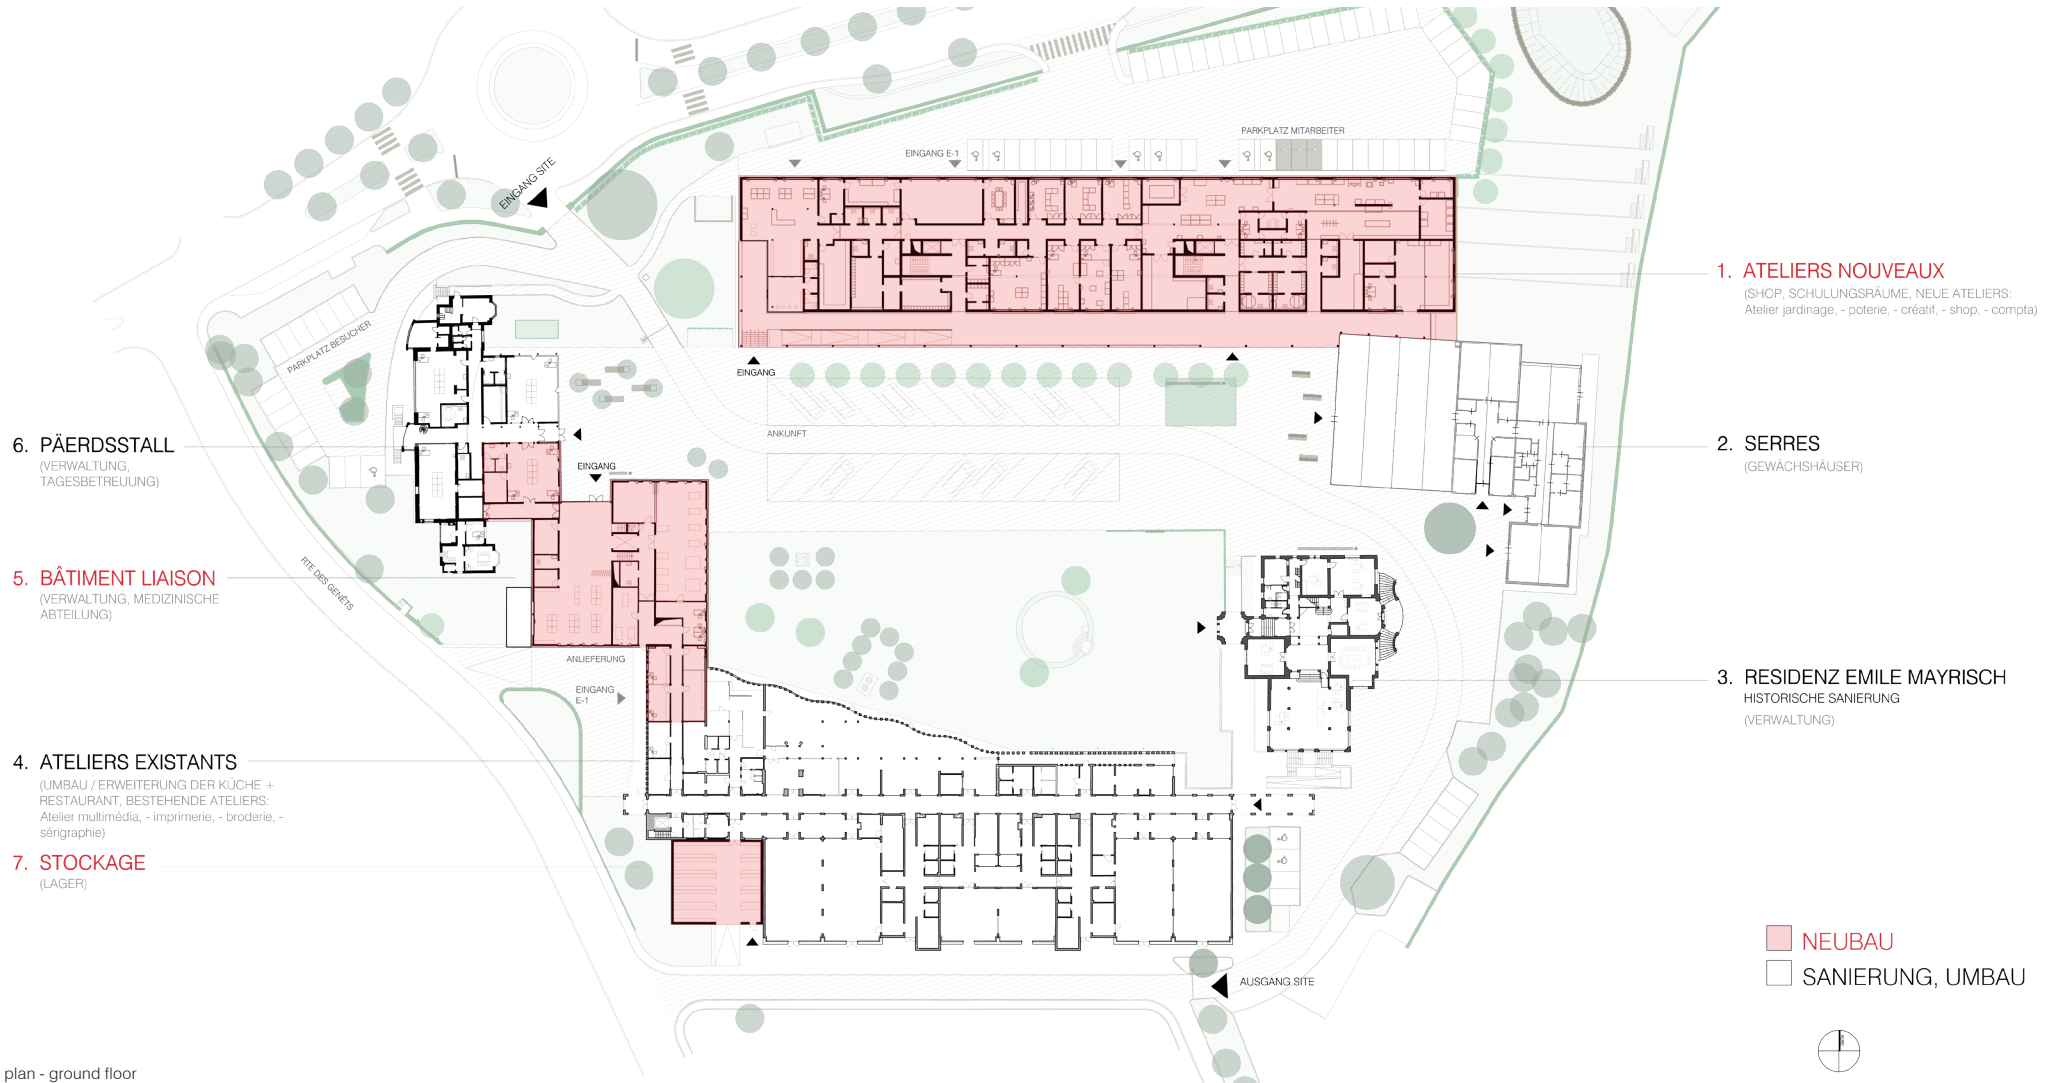 EINGANG SITE
PARKPLATZ MITARBEITER
EINGANG E-1
PARKPLATZ BESUCHER
EINGANG
ANKUNFT
EINGANG
RTE DES GENÊTS
ANLIEFERUNG
EINGANG
E-1
AUSGANG SITE
1. ATELIERS NOUVEAUX
(SHOP, SCHULUNGSRÄUME, NEUE ATELIERS:
Atelier jardinage, - poterie, - créatif, - shop, - compta)
2. SERRES
(GEWÄCHSHÄUSER)
3. RESIDENZ EMILE MAYRISCH
HISTORISCHE SANIERUNG
(VERWALTUNG)
6. PÄERDSSTALL
(VERWALTUNG,
TAGESBETREUUNG)
5. BÂTIMENT LIAISON
(VERWALTUNG, MEDIZINISCHE
ABTEILUNG)
4. ATELIERS EXISTANTS
(UMBAU / ERWEITERUNG DER KÜCHE +
RESTAURANT, BESTEHENDE ATELIERS:
Atelier multimédia, - imprimerie, - broderie, -
sérigraphie)
7. STOCKAGE
(LAGER)
NEUBAU
SANIERUNG, UMBAU
plan - ground floor